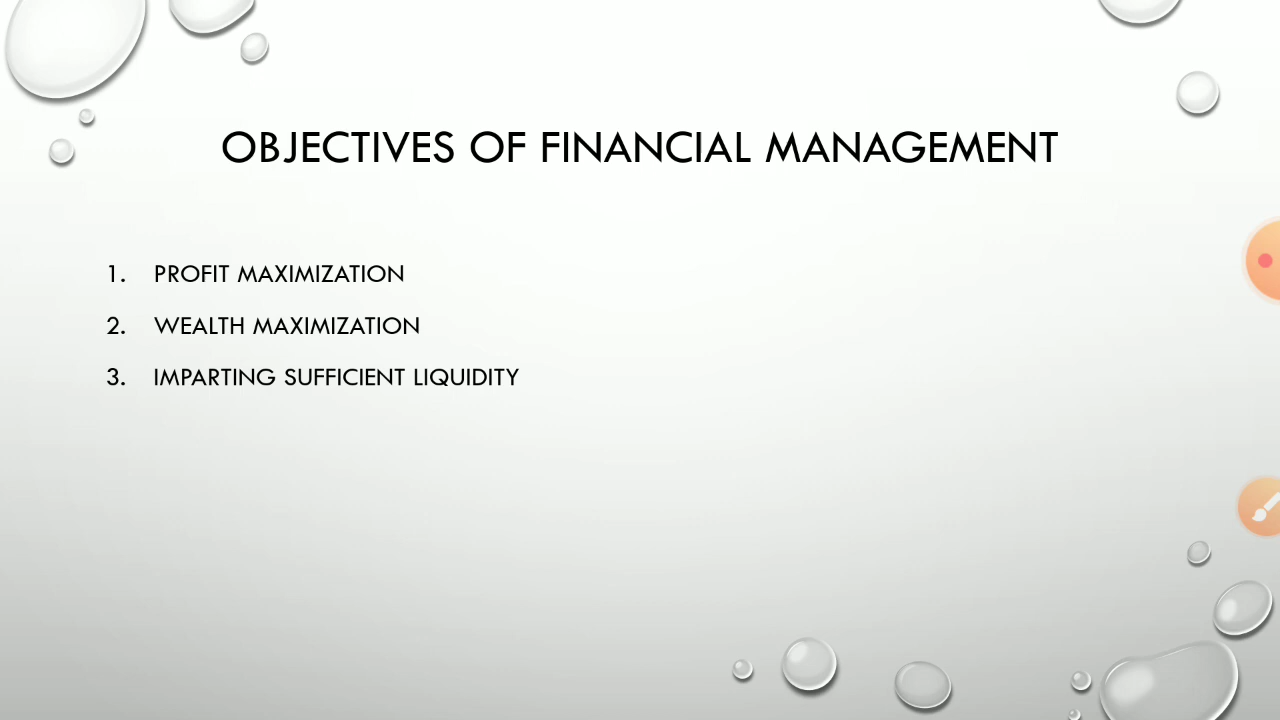 OBJECTIVES OF FINANCIAL MANAGEMENT
1. PROFIT MAXIMIZATION
2. WEALTH MAXIMIZATION
3. IMPARTING SUFFICIENT LIQUIDITY